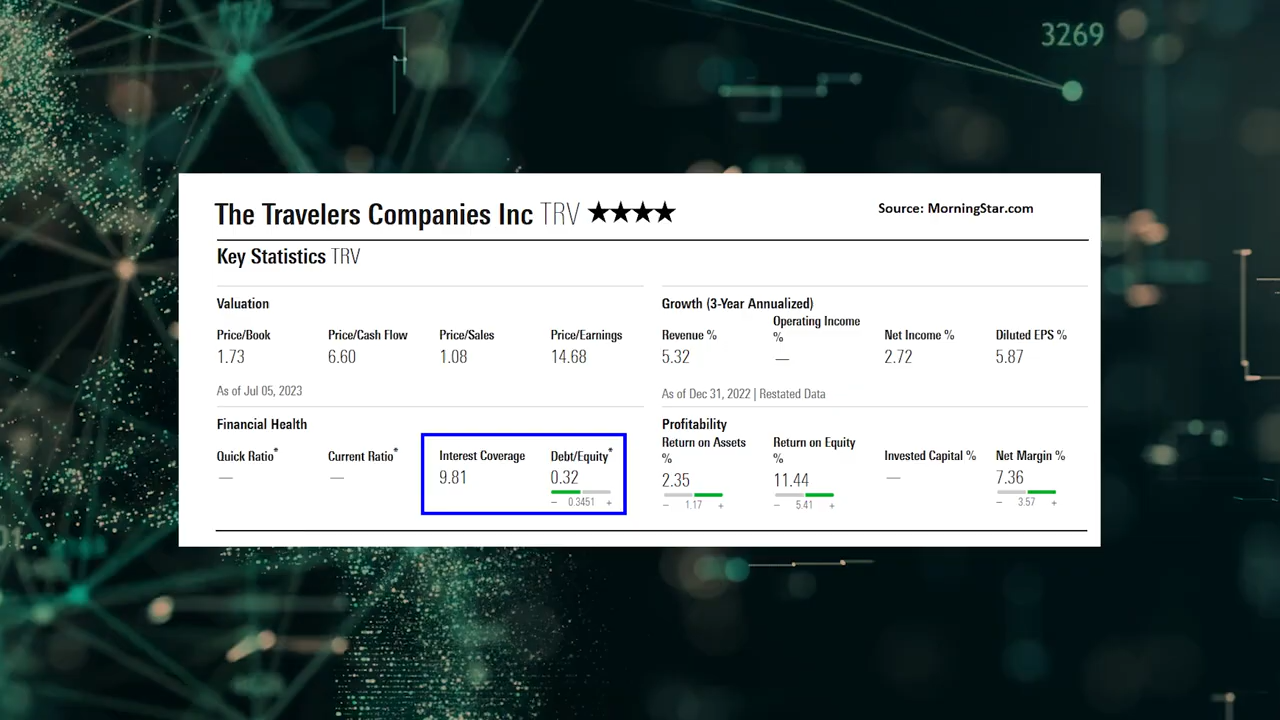 3269
The Travelers Companies Inc TRV ★★★★
Source: MorningStar.com
Key Statistics TRV
Valuation
Price/Book Price/Cash Flow Price/Sales Price/Earnings
1.73 6.60 1.08 14.68
As of Jul 05, 2023
Growth (3-Year Annualized)
Revenue % Operating Income % Net Income % Diluted EPS %
5.32 — 2.72 5.87
As of Dec 31, 2022 | Restated Data
Financial Health
Quick Ratio* Current Ratio* Interest Coverage Debt/Equity*
— — 9.81 0.32
– 0.3451 +
Profitability
Return on Assets % Return on Equity % Invested Capital % Net Margin %
2.35 11.44 — 7.36
– 1.17 + – 5.41 + – 3.57 +